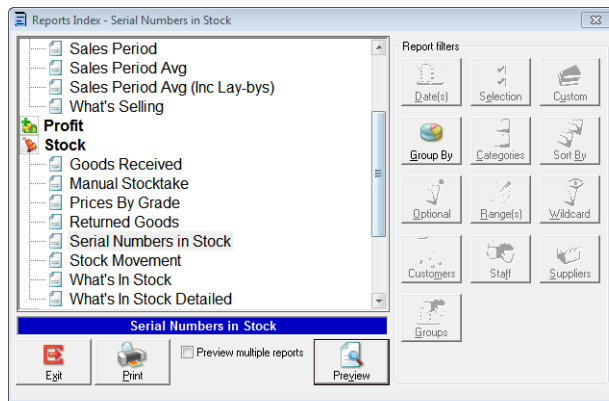 Reports Index - Serial Numbers in Stock
Sales Period
Sales Period Avg
Sales Period Avg (Inc Lay-bys)
What's Selling
Profit
Stock
Goods Received
Manual Stocktake
Prices By Grade
Returned Goods
Serial Numbers in Stock
Stock Movement
What's In Stock
What's In Stock Detailed
Serial Numbers in Stock
Exit
Print
Preview multiple reports
Preview
Report filters
Date(s) Selection Custom
Group By Categories Sort By
Optional Range(s) Wildcard
Customers Staff Suppliers
Groups